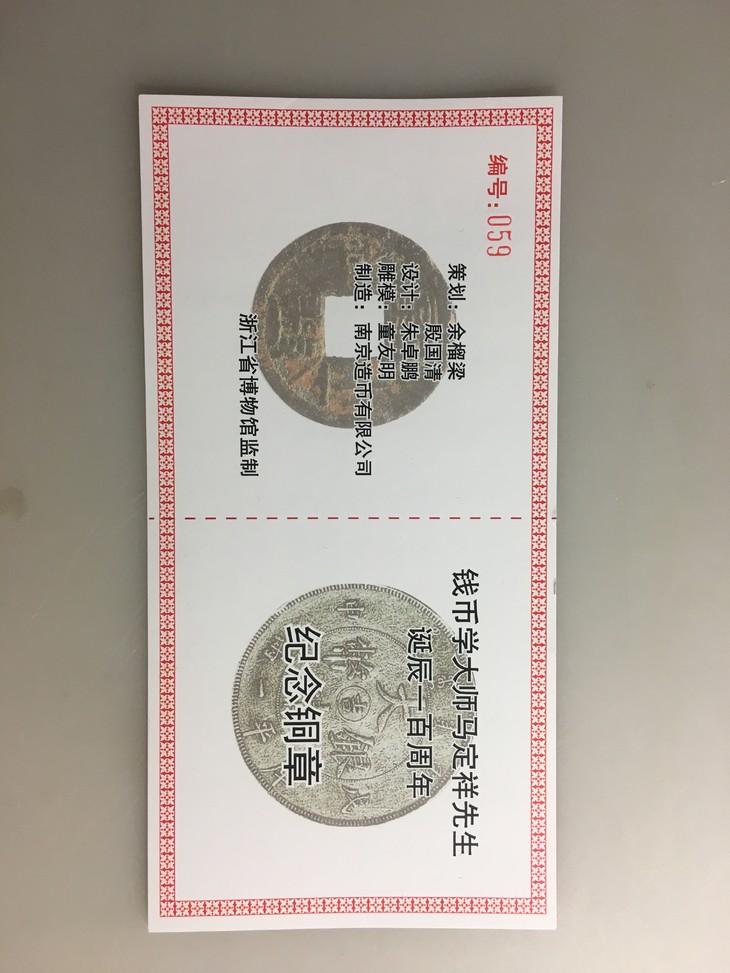 编号:059
策划：余榴梁
殷国清
设计：朱卓鹏
雕模：童友明
制造：南京造币有限公司
浙江省博物馆监制
钱币学大师马定祥先生
诞辰一百周年
纪念铜章